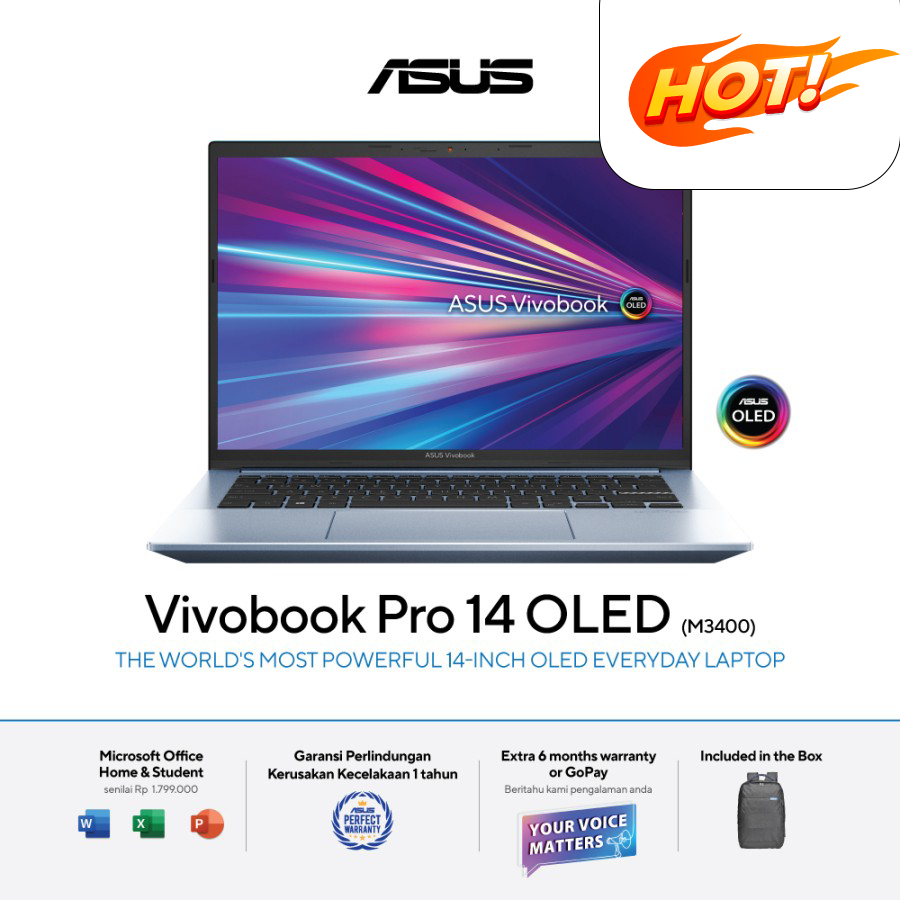 ASUS
HOT!
ASUS Vivobook
ASUS
OLED
ASUS Vivobook
ASUS
OLED
Vivobook Pro 14 OLED (M3400)
THE WORLD'S MOST POWERFUL 14-INCH OLED EVERYDAY LAPTOP
Microsoft Office
Home & Student
senilai Rp 1.799.000
W
X
P
Garansi Perlindungan
Kerusakan Kecelakaan 1 tahun
ASUS
PERFECT
WARRANTY
Extra 6 months warranty
or GoPay
Beritahu kami pengalaman anda
YOUR VOICE
MATTERS
Included in the Box